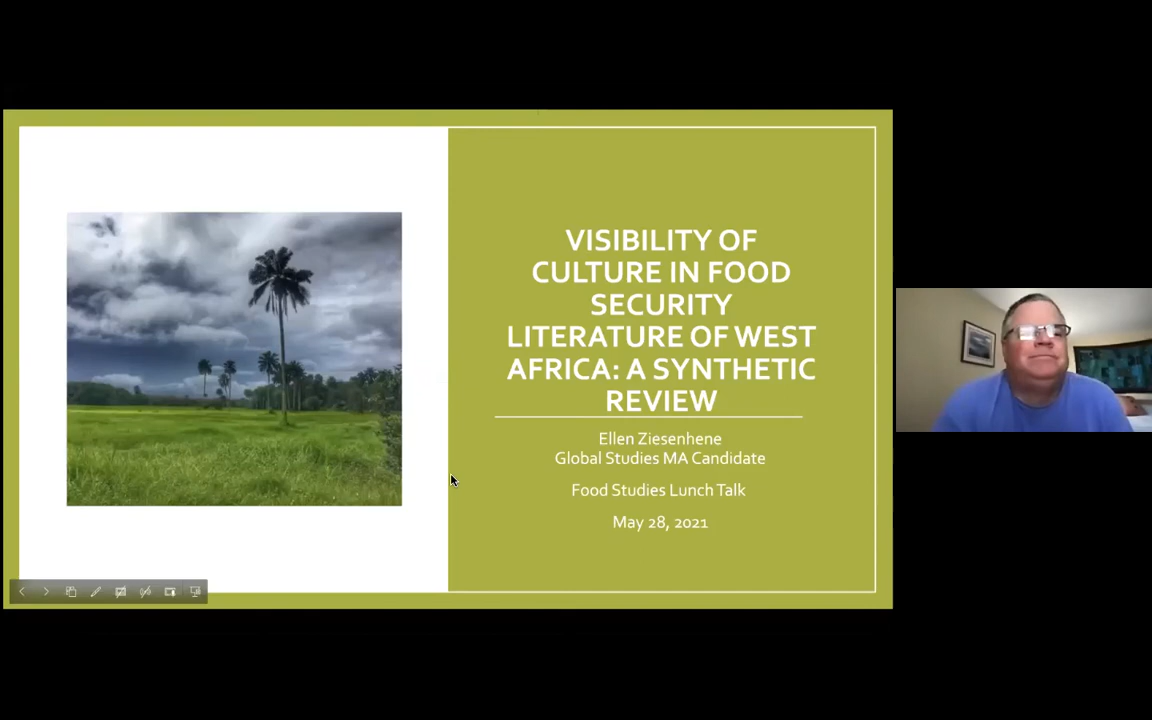 VISIBILITY OF
CULTURE IN FOOD
SECURITY
LITERATURE OF WEST
AFRICA: A SYNTHETIC
REVIEW
Ellen Ziesenhene
Global Studies MA Candidate
Food Studies Lunch Talk
May 28, 2021